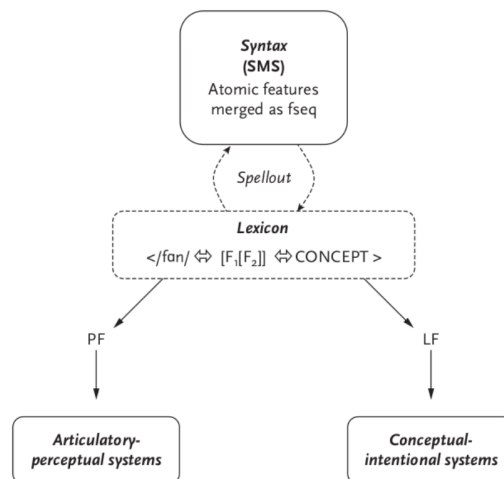 Syntax
(SMS)
Atomic features
merged as fseq
Spellout
Lexicon
</fan/ ⇔ [F₁[F₂]] ⇔CONCEPT >
PF
LF
Articulatory-
perceptual systems
Conceptual-
intentional systems